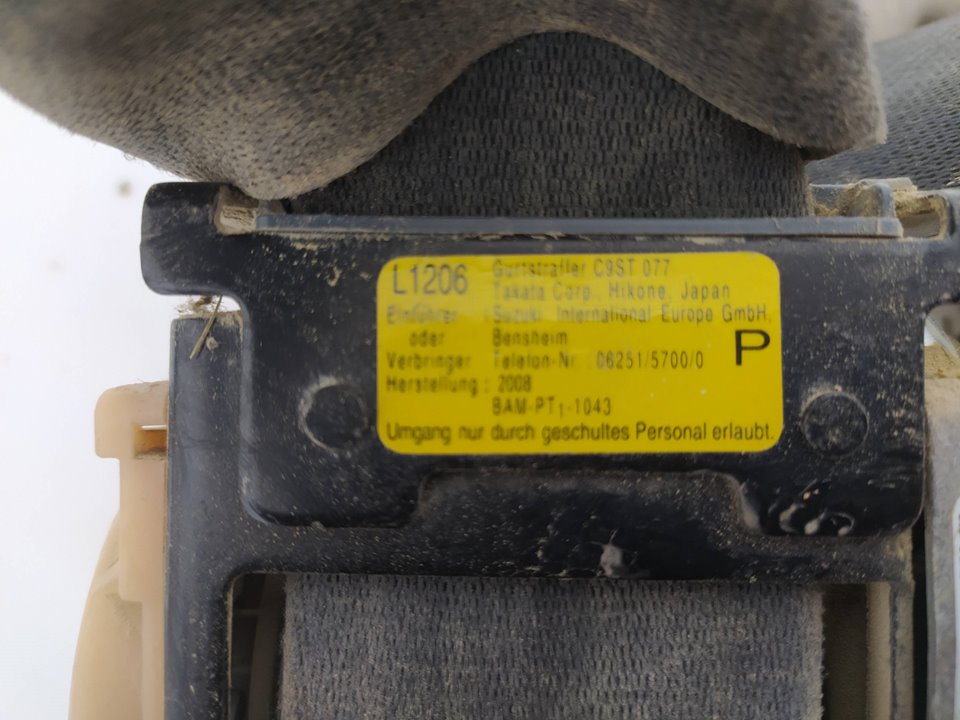 L1206 Gurtstraffer C9ST 077
Takata Corp., Hikone, Japan
Einführer : Suzuki International Europe GmbH,
oder Bensheim
Verbringer Telefon-Nr. 06251/5700/0
P
Herstellung : 2008
BAM-PT1-1043
Umgang nur durch geschultes Personal erlaubt.